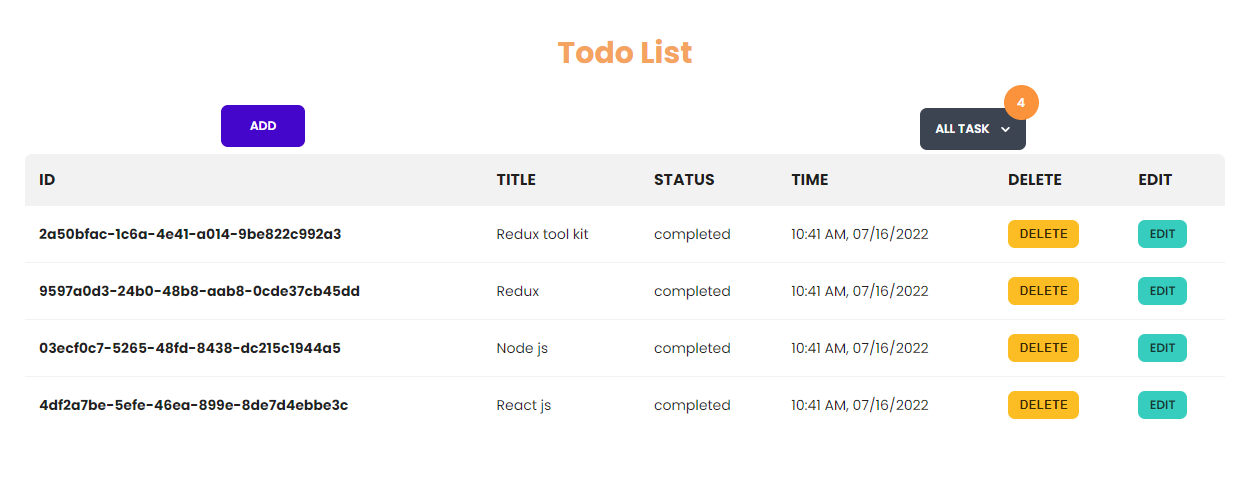 Todo List
4
ADD
ALL TASK
ID TITLE STATUS TIME DELETE EDIT
2a50bfac-1c6a-4e41-a014-9be822c992a3 Redux tool kit completed 10:41 AM, 07/16/2022 DELETE EDIT
9597a0d3-24b0-48b8-aab8-0cde37cb45dd Redux completed 10:41 AM, 07/16/2022 DELETE EDIT
03ecf0c7-5265-48fd-8438-dc215c1944a5 Node js completed 10:41 AM, 07/16/2022 DELETE EDIT
4df2a7be-5efe-46ea-899e-8de7d4ebbe3c React js completed 10:41 AM, 07/16/2022 DELETE EDIT